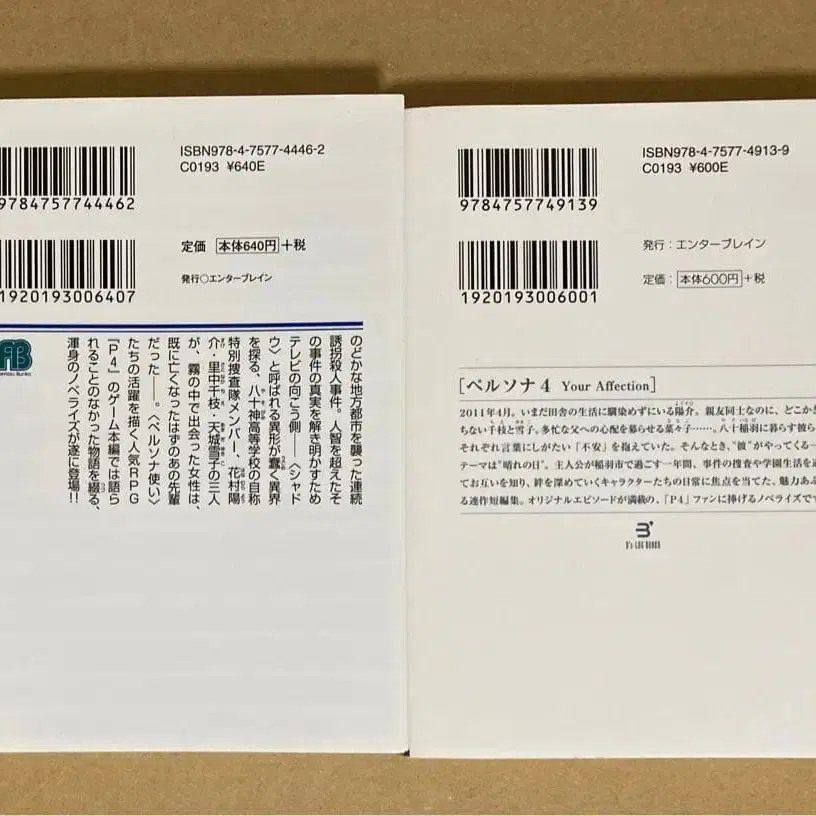 ISBN978-4-7577-4446-2
C0193 ¥640E
9784757744462
定価 本体640円+税
1920193006407
発行○エンターブレイン
のどかな地方都市を襲った連続
誘拐殺人事件。人智を超えたそ
の事件の真実を解き明かすため
テレビの向こう側――〈シャド
ウ〉と呼ばれる異形が蠢く異界
を探る、八十神高等学校の自称
特別捜査隊メンバー、花村陽
介・里中千枝・天城雪子の三人
が、霧の中で出会った女性は、
既に亡くなったはずのあの先輩
だった――。〈ペルソナ使い〉
たちの活躍を描く人気RPG
『P4』のゲーム本編では語ら
れることのなかった物語を綴る、
渾身のノベライズが遂に登場!!
ISBN978-4-7577-4913-9
C0193 ¥600E
9784757749139
発行:エンターブレイン
定価:本体600円+税
1920193006001
[ペルソナ4 Your Affection]
2011年4月。いまだ田舎の生活に馴染めずにいる陽介。親友同士なのに、どこか
ちない千枝と雪子。多忙な父への心配を募らせる菜々子……。八十稲羽に暮らす彼
それぞれ言葉にしがたい「不安」を抱えていた。そんなとき、"彼"がやってくる―
テーマは"晴れの日"。主人公が稲羽市で過ごす一年間、事件の捜査や学園生活を
てお互いを知り、絆を深めていくキャラクターたちの日常に焦点を当てた、魅力あ
る連作短編集。オリジナルエピソードが満載の、「P4」ファンに捧げるノベライズで
B's LOG BUNKO